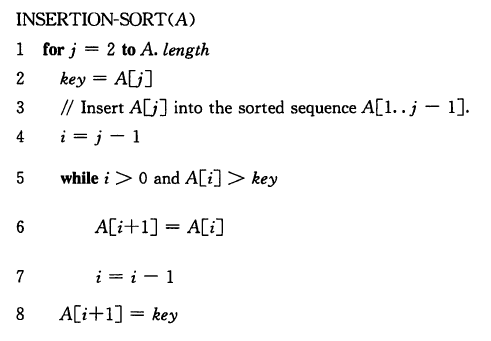 INSERTION-SORT(A)
1 for j = 2 to A. length
2 key = A[j]
3 // Insert A[j] into the sorted sequence A[1..j − 1].
4 i = j − 1
5 while i > 0 and A[i] > key
6 A[i+1] = A[i]
7 i = i − 1
8 A[i+1] = key